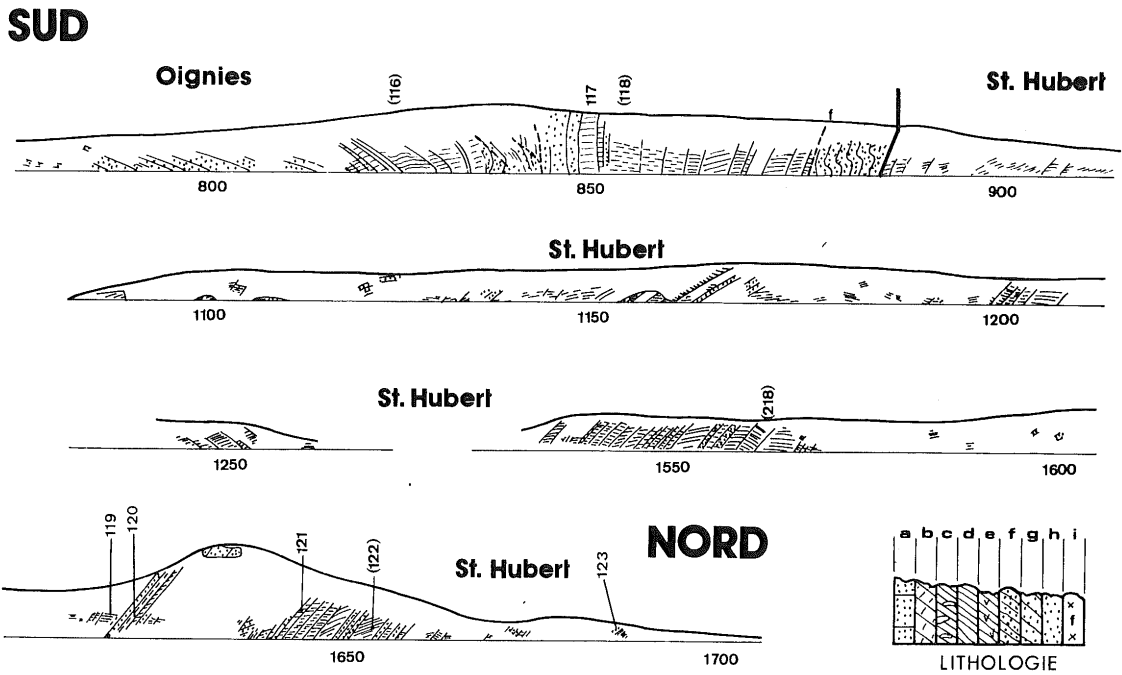 SUD
Oignies
(116)
117
(118)
f
St. Hubert
800
850
900
St. Hubert
1100
1150
1200
St. Hubert
(218)
1250
1550
1600
119
120
121
(122)
St. Hubert
123
NORD
1650
1700
a b c d e f g h i
v
v
x
f
x
LITHOLOGIE